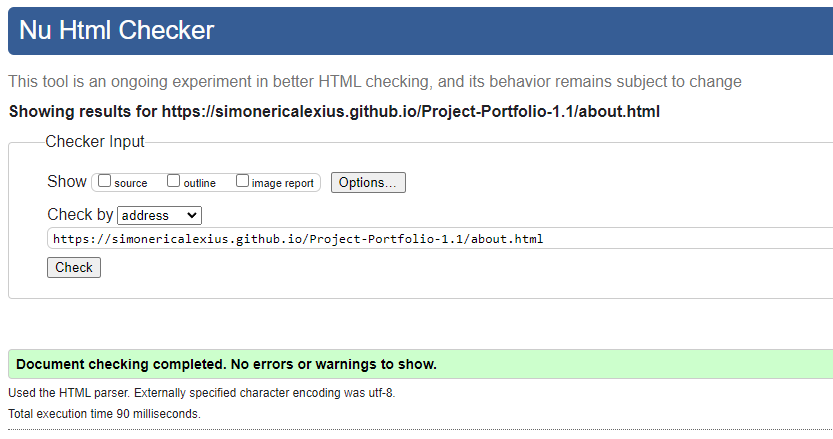 Nu Html Checker
This tool is an ongoing experiment in better HTML checking, and its behavior remains subject to change
Showing results for https://simonericalexius.github.io/Project-Portfolio-1.1/about.html
Checker Input
Show source outline image report Options...
Check by address
https://simonericalexius.github.io/Project-Portfolio-1.1/about.html
Check
Document checking completed. No errors or warnings to show.
Used the HTML parser. Externally specified character encoding was utf-8.
Total execution time 90 milliseconds.